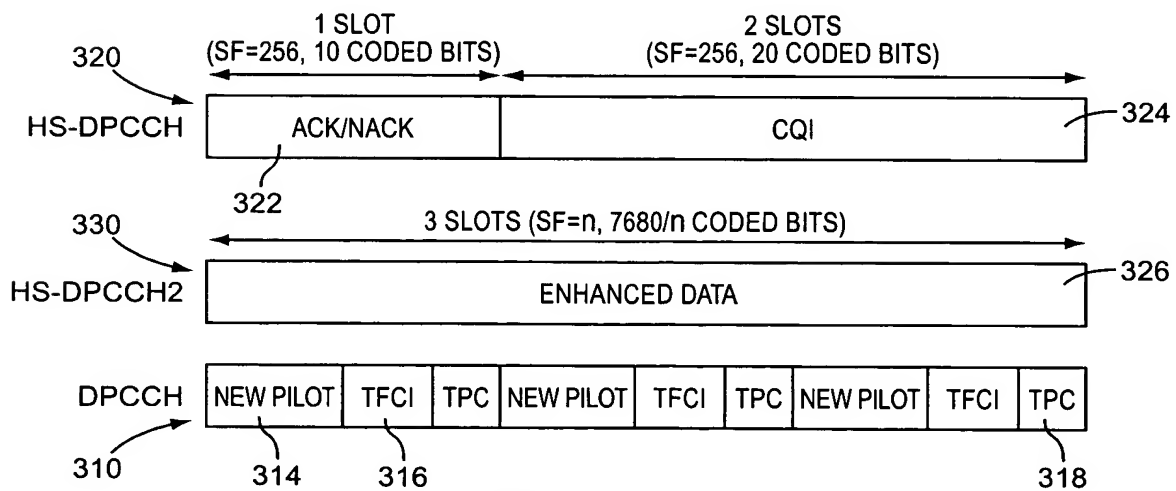 1 SLOT
(SF=256, 10 CODED BITS)
2 SLOTS
(SF=256, 20 CODED BITS)
320
HS-DPCCH
ACK/NACK
CQI
324
322
330
3 SLOTS (SF=n, 7680/n CODED BITS)
HS-DPCCH2
ENHANCED DATA
326
DPCCH
NEW PILOT
TFCI
TPC
NEW PILOT
TFCI
TPC
NEW PILOT
TFCI
TPC
310
314
316
318